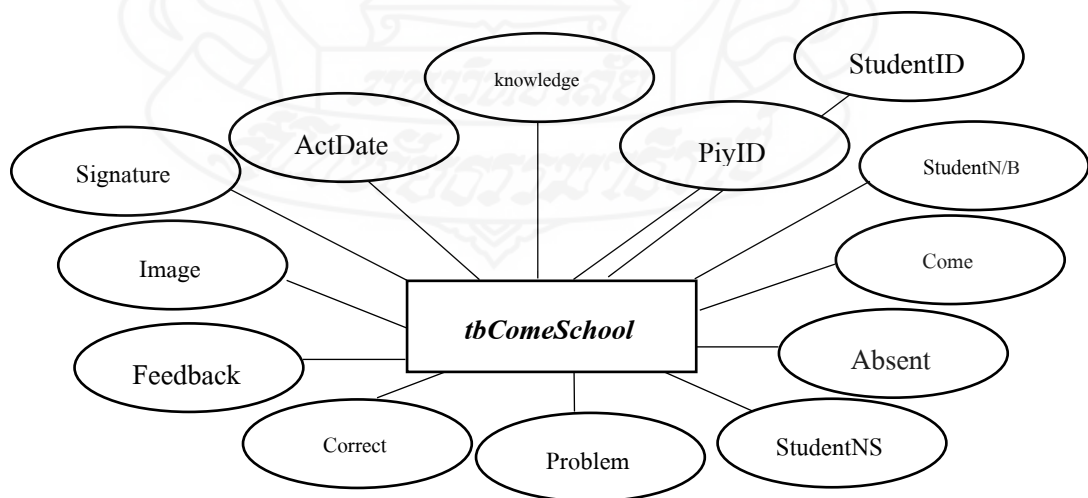 knowledge
StudentID
ActDate
PiyID
Signature
StudentN/B
Image
Come
tbComeSchool
Feedback
Absent
Correct
Problem
StudentNS